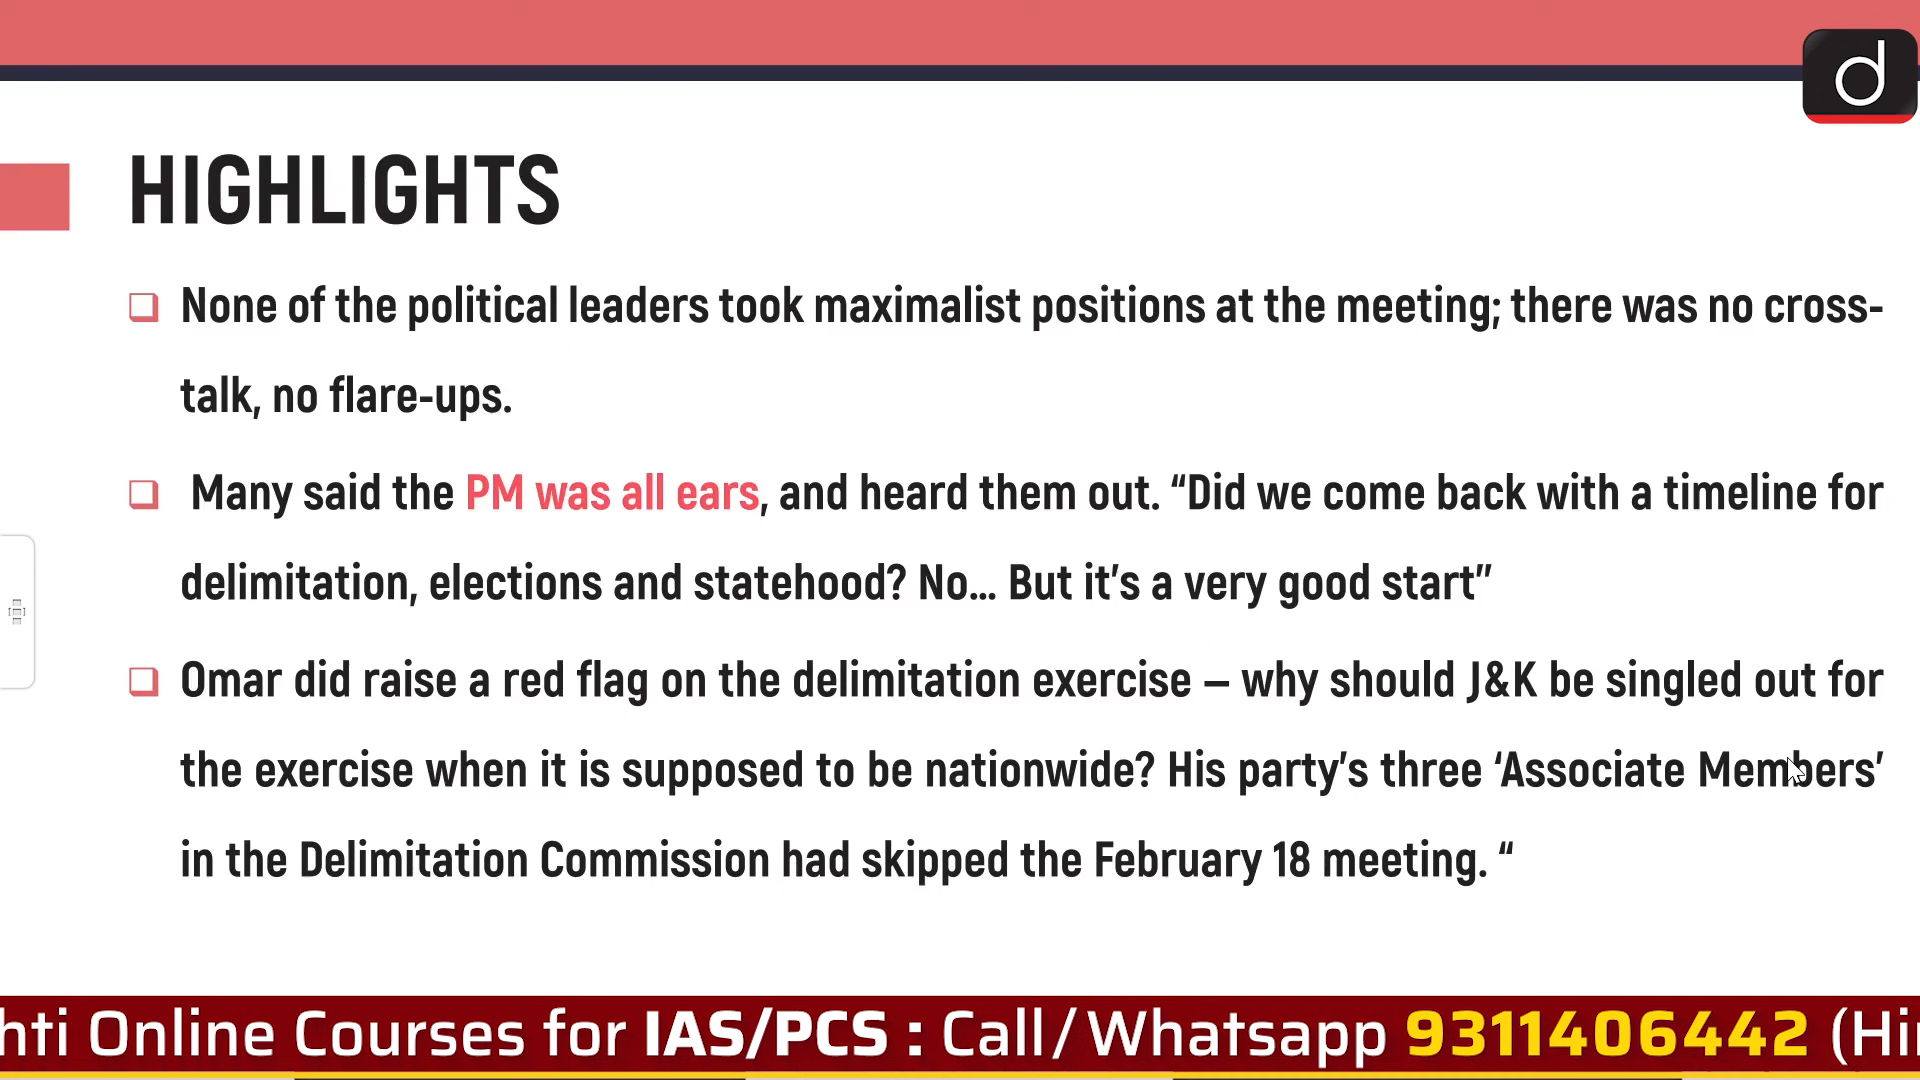 d
HIGHLIGHTS
None of the political leaders took maximalist positions at the meeting; there was no cross-
talk, no flare-ups.
Many said the PM was all ears, and heard them out. “Did we come back with a timeline for
delimitation, elections and statehood? No... But it’s a very good start”
Omar did raise a red flag on the delimitation exercise – why should J&K be singled out for
the exercise when it is supposed to be nationwide? His party’s three ‘Associate Members’
in the Delimitation Commission had skipped the February 18 meeting. “
hti Online Courses for IAS/PCS : Call/Whatsapp 9311406442 (Hi